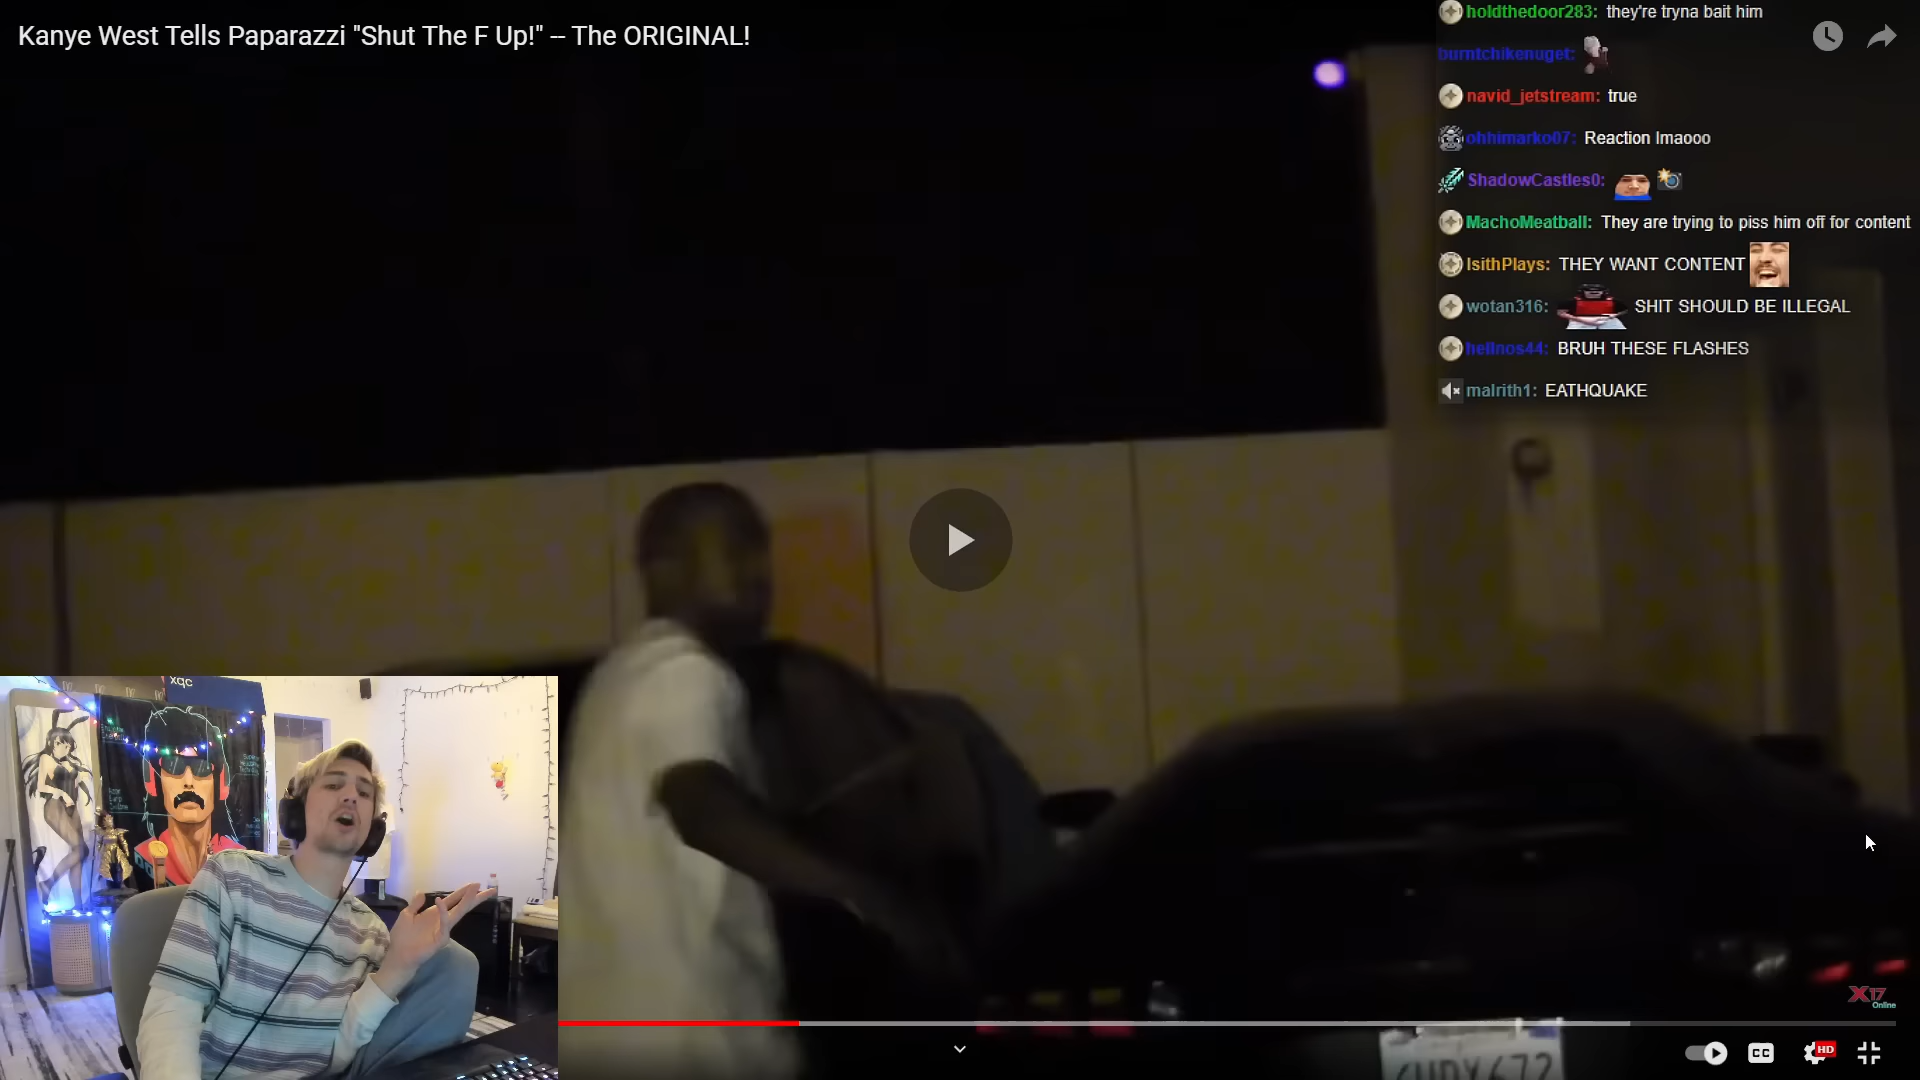 Kanye West Tells Paparazzi "Shut The F Up!" -- The ORIGINAL!
holdthedoor283: they're tryna bait him
burntchikenuget:
navid_jetstream: true
ohhimarko07: Reaction lmaooo
ShadowCastles0:
MachoMeatball: They are trying to piss him off for content
IsithPlays: THEY WANT CONTENT
wotan316: SHIT SHOULD BE ILLEGAL
hellnos44: BRUH THESE FLASHES
malrith1: EATHQUAKE
xqc
X17
Online
CC
HD